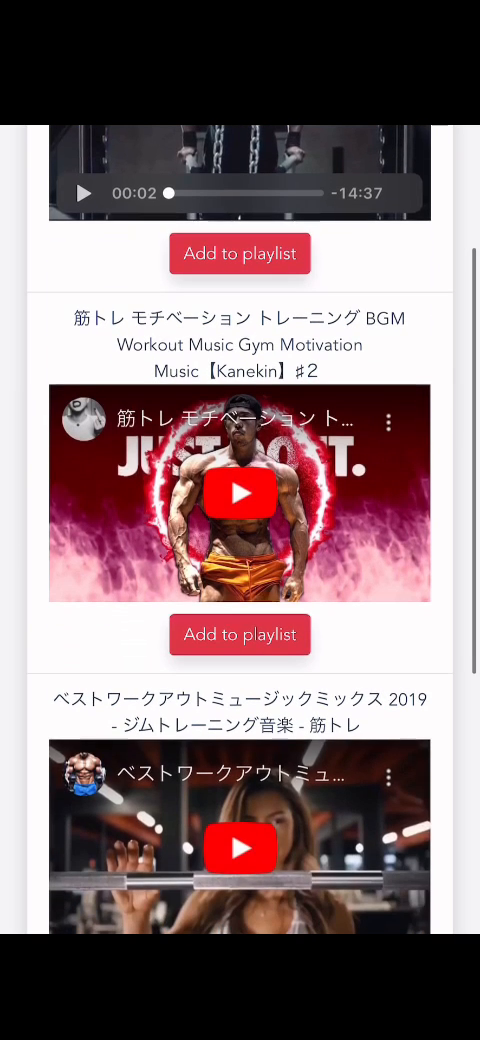 00:02
-14:37
Add to playlist
筋トレ モチベーション トレーニング BGM
Workout Music Gym Motivation
Music【Kanekin】♯2
筋トレ モチベーション ト...
JUST DO IT.
Add to playlist
ベストワークアウトミュージックミックス 2019
- ジムトレーニング音楽 - 筋トレ
ベストワークアウトミュ...